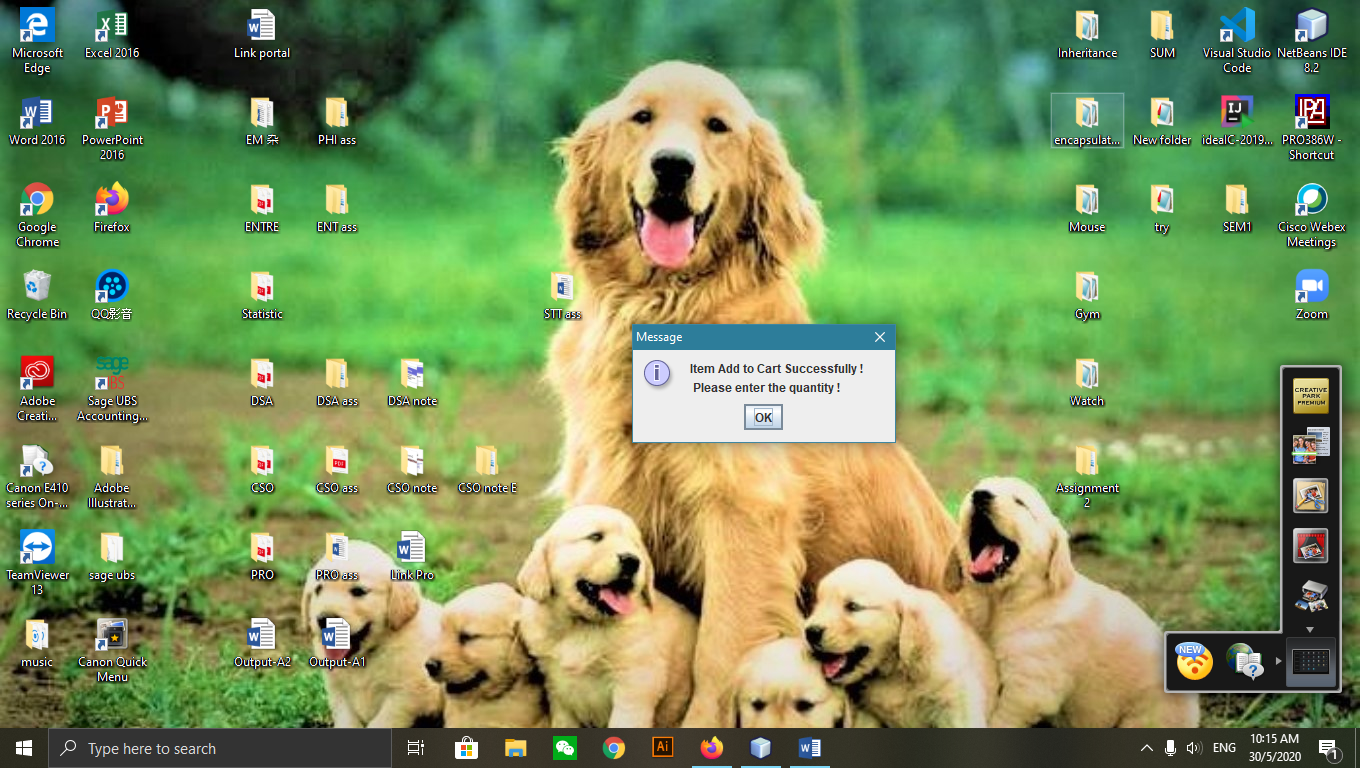 Microsoft
Edge
Excel 2016
Link portal
Inheritance
SUM
Visual Studio
Code
NetBeans IDE
8.2
Word 2016
PowerPoint
2016
EM 杂
PHI ass
encapsulat...
New folder
ideaIC-2019...
PRO386W -
Shortcut
Google
Chrome
Firefox
ENTRE
ENT ass
Mouse
try
SEM1
Cisco Webex
Meetings
Recycle Bin
QQ影音
Statistic
STT ass
Gym
Zoom
Message
Item Add to Cart Successfully !
Please enter the quantity !
OK
Adobe
Creati...
sage
UBS
Sage UBS
Accounting...
DSA
DSA ass
DSA note
Watch
CREATIVE
PARK
PREMIUM
Canon E410
series On-...
Adobe
Illustrat...
CSO
CSO ass
CSO note
CSO note E
Assignment
2
TeamViewer
13
sage ubs
PRO
PRO ass
Link Pro
music
Canon Quick
Menu
Output-A2
Output-A1
NEW
Type here to search
Ai
ENG
10:15 AM
30/5/2020
1